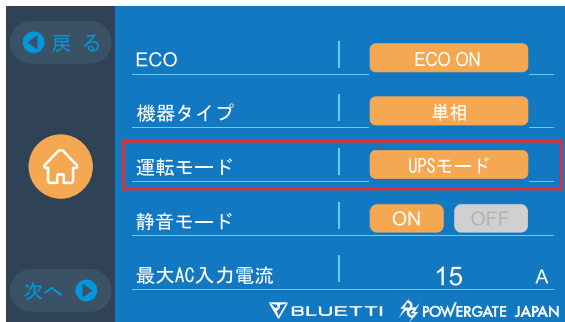 戻る
ECO
ECO ON
機器タイプ
単相
運転モード
UPSモード
静音モード
ON
OFF
最大AC入力電流
15
A
次へ
BLUETTI
POWERGATE JAPAN